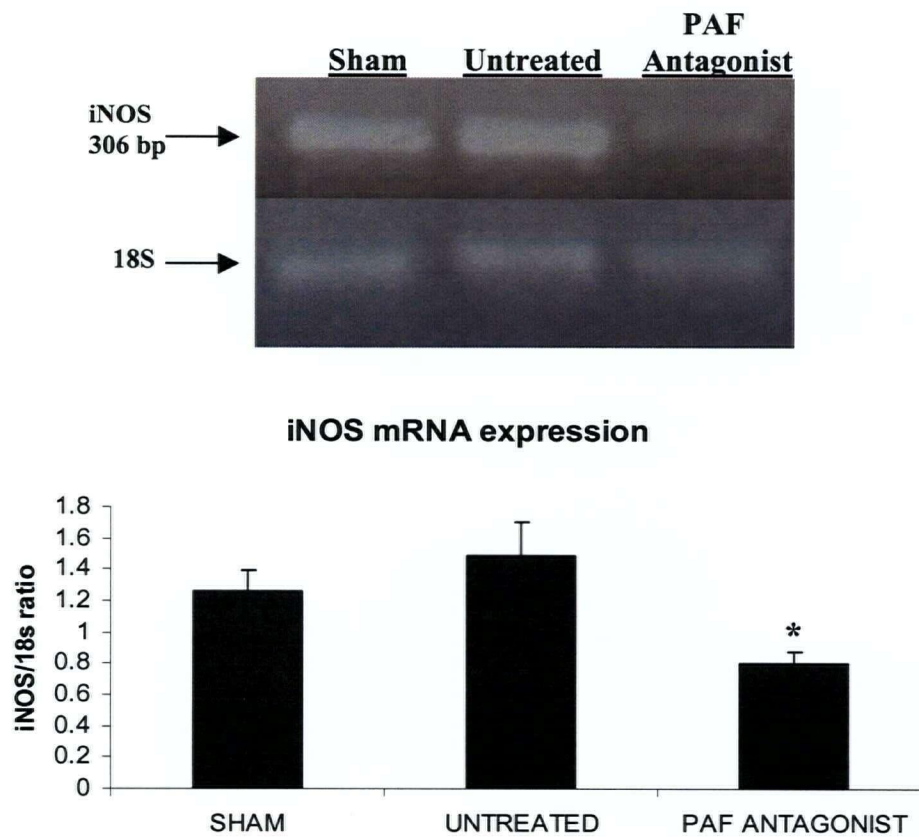 PAF
Sham Untreated Antagonist
iNOS
306 bp
18S
iNOS mRNA expression
1.8
1.6
1.4
1.2
1
0.8
0.6
0.4
0.2
0
iNOS/18s ratio
*
SHAM UNTREATED PAF ANTAGONIST